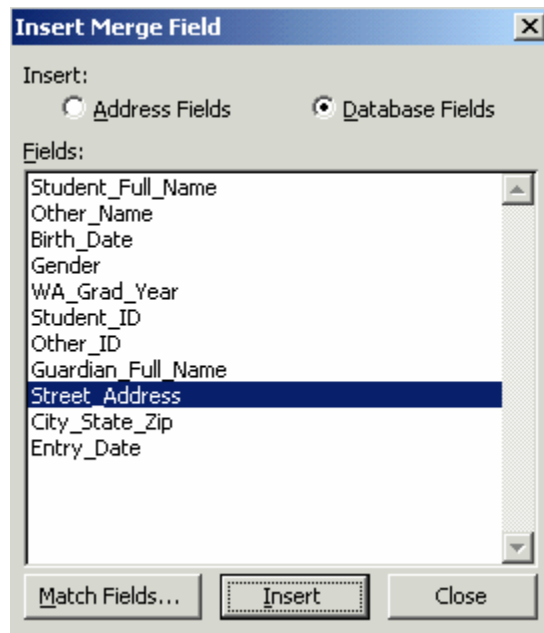 Insert Merge Field
Insert:
Address Fields Database Fields
Fields:
Student_Full_Name
Other_Name
Birth_Date
Gender
WA_Grad_Year
Student_ID
Other_ID
Guardian_Full_Name
Street_Address
City_State_Zip
Entry_Date
Match Fields... Insert Close